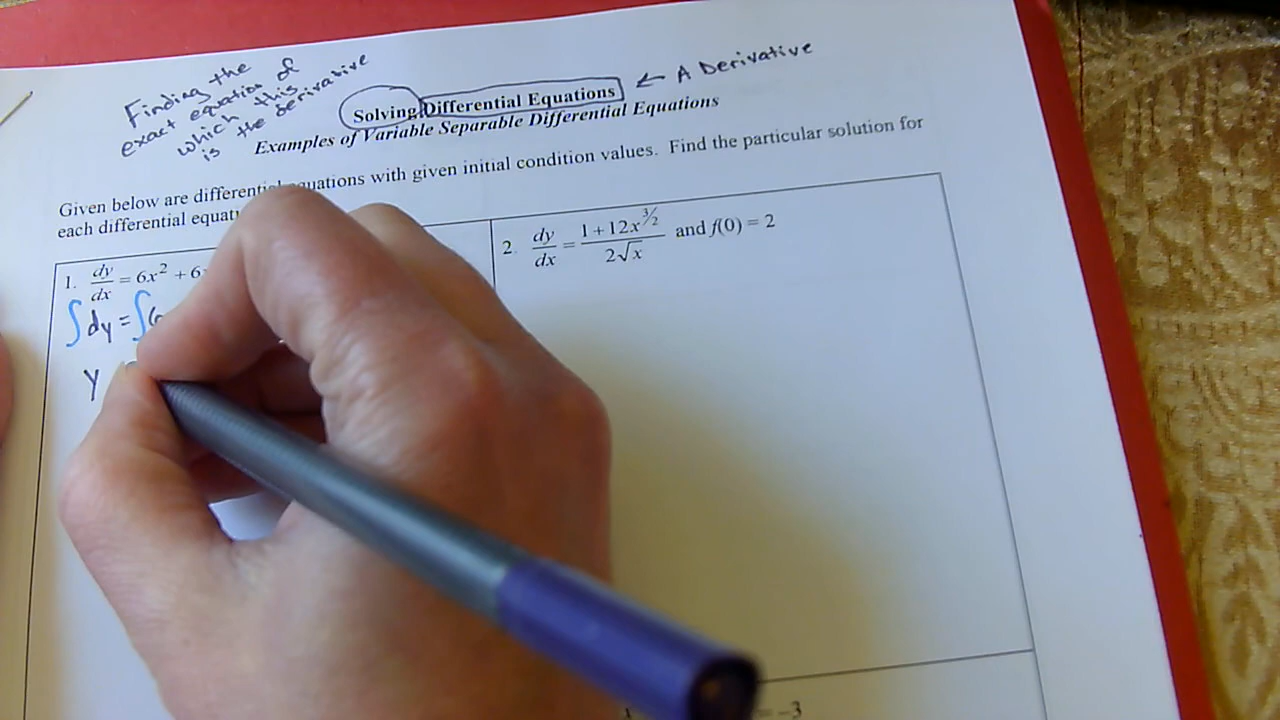 Finding the
exact equation of
which this
is the derivative
Solving Differential Equations ← A Derivative
Examples of Variable Separable Differential Equations
Given below are differential equations with given initial condition values. Find the particular solution for
each differential
1. dy/dx = 6x² + 6
∫dy = ∫6
y
2. dy/dx = (1 + 12x^(3/2))/(2√x) and f(0) = 2
= −3